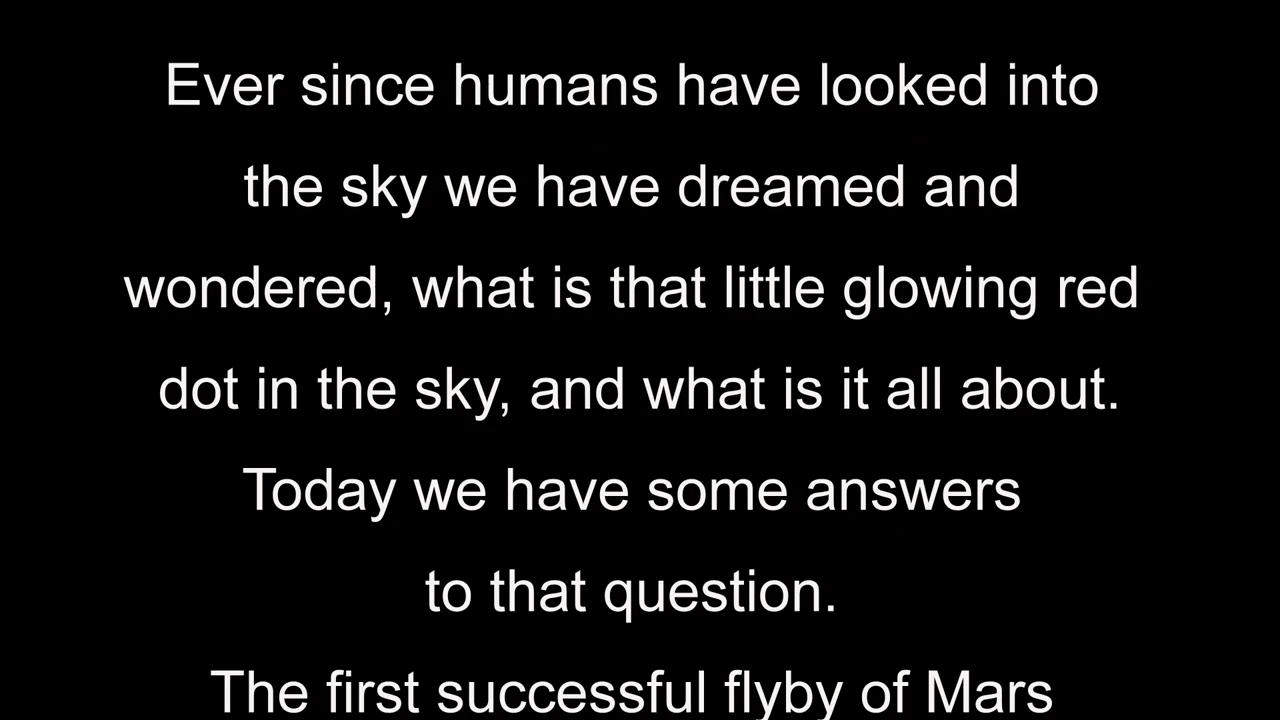 Ever since humans have looked into
the sky we have dreamed and
wondered, what is that little glowing red
dot in the sky, and what is it all about.
Today we have some answers
to that question.
The first successful flyby of Mars